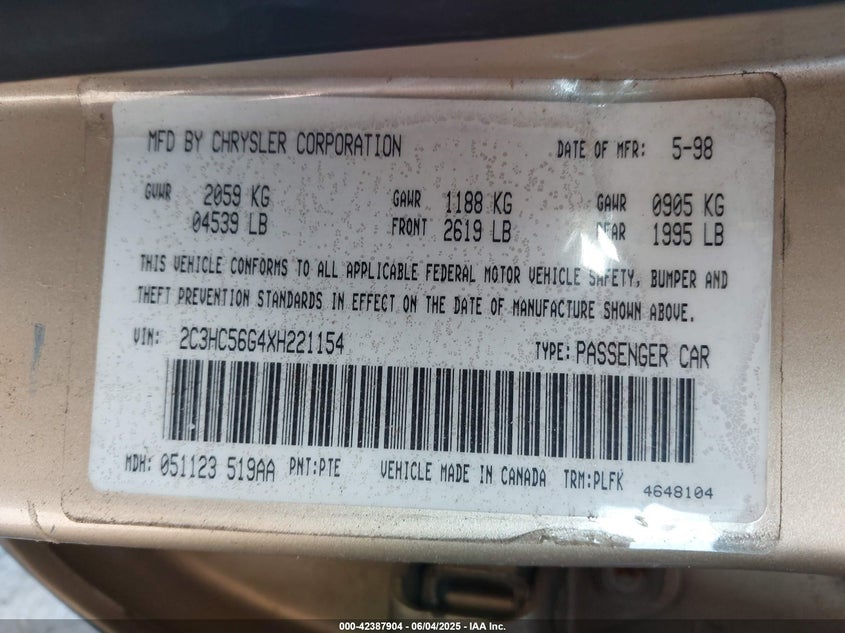 MFD BY CHRYSLER CORPORATION DATE OF MFR: 5-98
GVWR 2059 KG GAWR 1188 KG GAWR 0905 KG
04539 LB FRONT 2619 LB REAR 1995 LB
THIS VEHICLE CONFORMS TO ALL APPLICABLE FEDERAL MOTOR VEHICLE SAFETY, BUMPER AND
THEFT PREVENTION STANDARDS IN EFFECT ON THE DATE OF MANUFACTURE SHOWN ABOVE.
VIN: 2C3HC56G4XH221154 TYPE: PASSENGER CAR
MDH: 051123 519AA PNT:PTE VEHICLE MADE IN CANADA TRM:PLFK 4648104
000-42387904 - 06/04/2025 - IAA Inc.